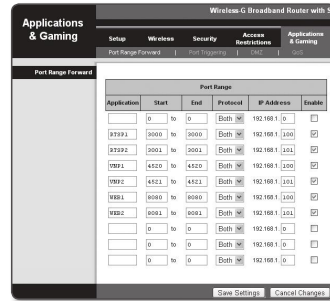 Wireless-G Broadband Router with
Applications & Gaming
Setup Wireless Security Access Restrictions Applications & Gaming
Port Range Forward | Port Triggering | DMZ | QoS
Port Range Forward
Port Range
Application Start End Protocol IP Address Enable
0 to 0 Both 192.168.1. 0
RTSP1 3000 to 3000 Both 192.168.1. 100
RTSP2 3001 to 3001 Both 192.168.1. 101
VNP1 4520 to 4520 Both 192.168.1. 100
VNP2 4521 to 4521 Both 192.168.1. 101
WEB1 8080 to 8080 Both 192.168.1. 100
WEB2 8081 to 8081 Both 192.168.1. 101
0 to 0 Both 192.168.1. 0
0 to 0 Both 192.168.1. 0
0 to 0 Both 192.168.1. 0
Save Settings Cancel Changes